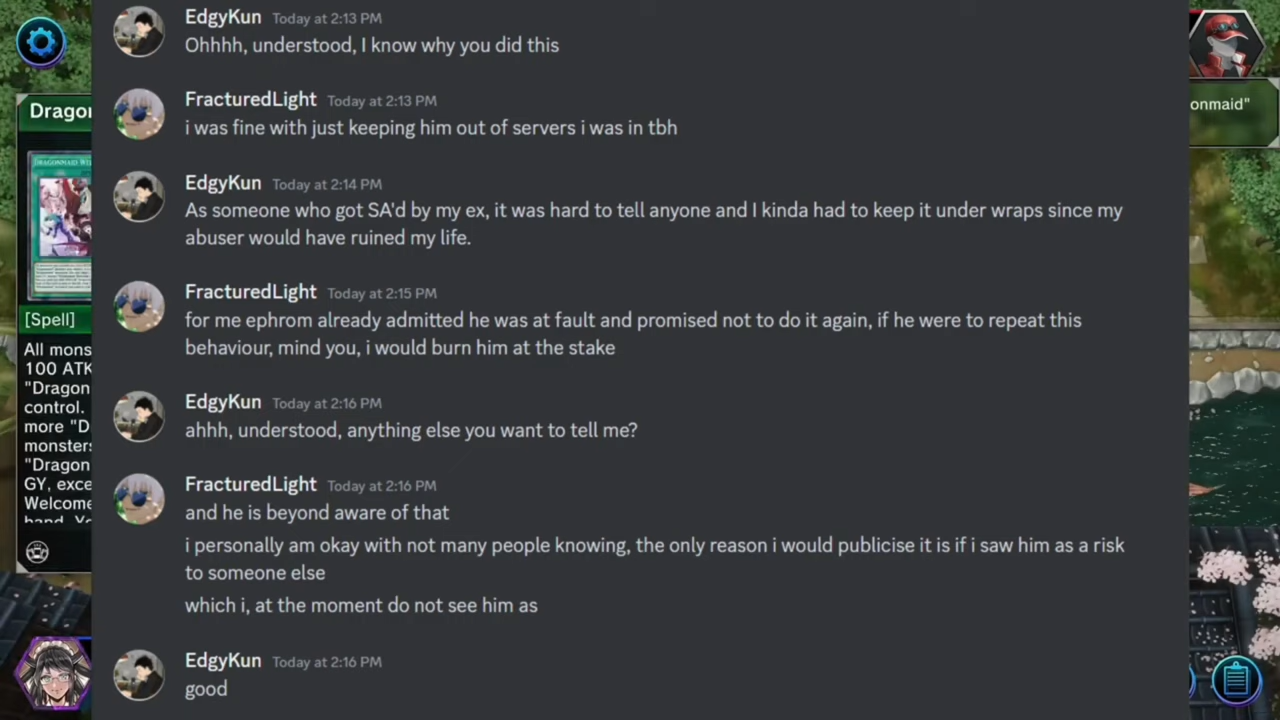 EdgyKun Today at 2:13 PM
Ohhhh, understood, I know why you did this
FracturedLight Today at 2:13 PM
i was fine with just keeping him out of servers i was in tbh
EdgyKun Today at 2:14 PM
As someone who got SA'd by my ex, it was hard to tell anyone and I kinda had to keep it under wraps since my
abuser would have ruined my life.
FracturedLight Today at 2:15 PM
for me ephrom already admitted he was at fault and promised not to do it again, if he were to repeat this
behaviour, mind you, i would burn him at the stake
EdgyKun Today at 2:16 PM
ahhh, understood, anything else you want to tell me?
FracturedLight Today at 2:16 PM
and he is beyond aware of that
i personally am okay with not many people knowing, the only reason i would publicise it is if i saw him as a risk
to someone else
which i, at the moment do not see him as
EdgyKun Today at 2:16 PM
good
Dragon
[Spell]
All mons
100 ATK
"Dragon
control.
more "D
monsters
"Dragon
GY, exce
Welcome
onmaid"